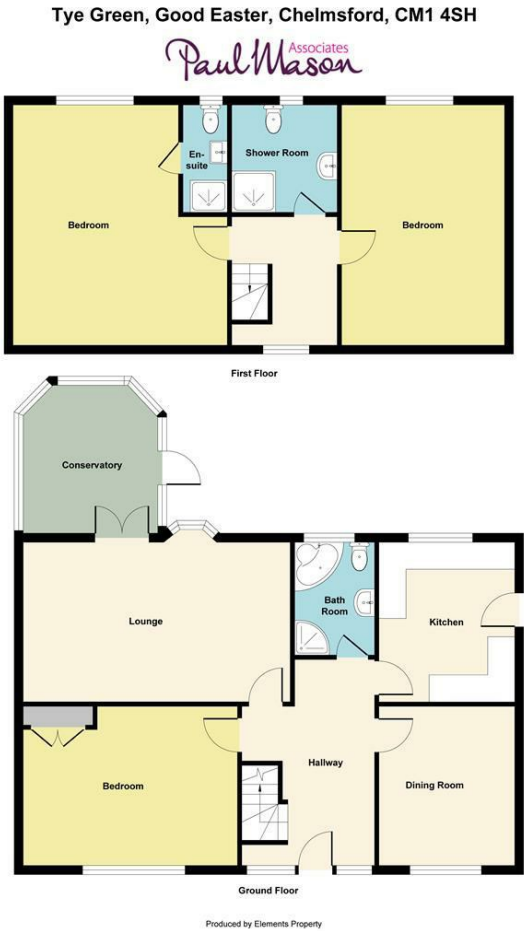 Tye Green, Good Easter, Chelmsford, CM1 4SH
Associates
Paul Mason
En-
suite
Shower Room
Bedroom
Bedroom
First Floor
Conservatory
Lounge
Bath
Room
Kitchen
Hallway
Bedroom
Dining Room
Ground Floor
Produced by Elements Property